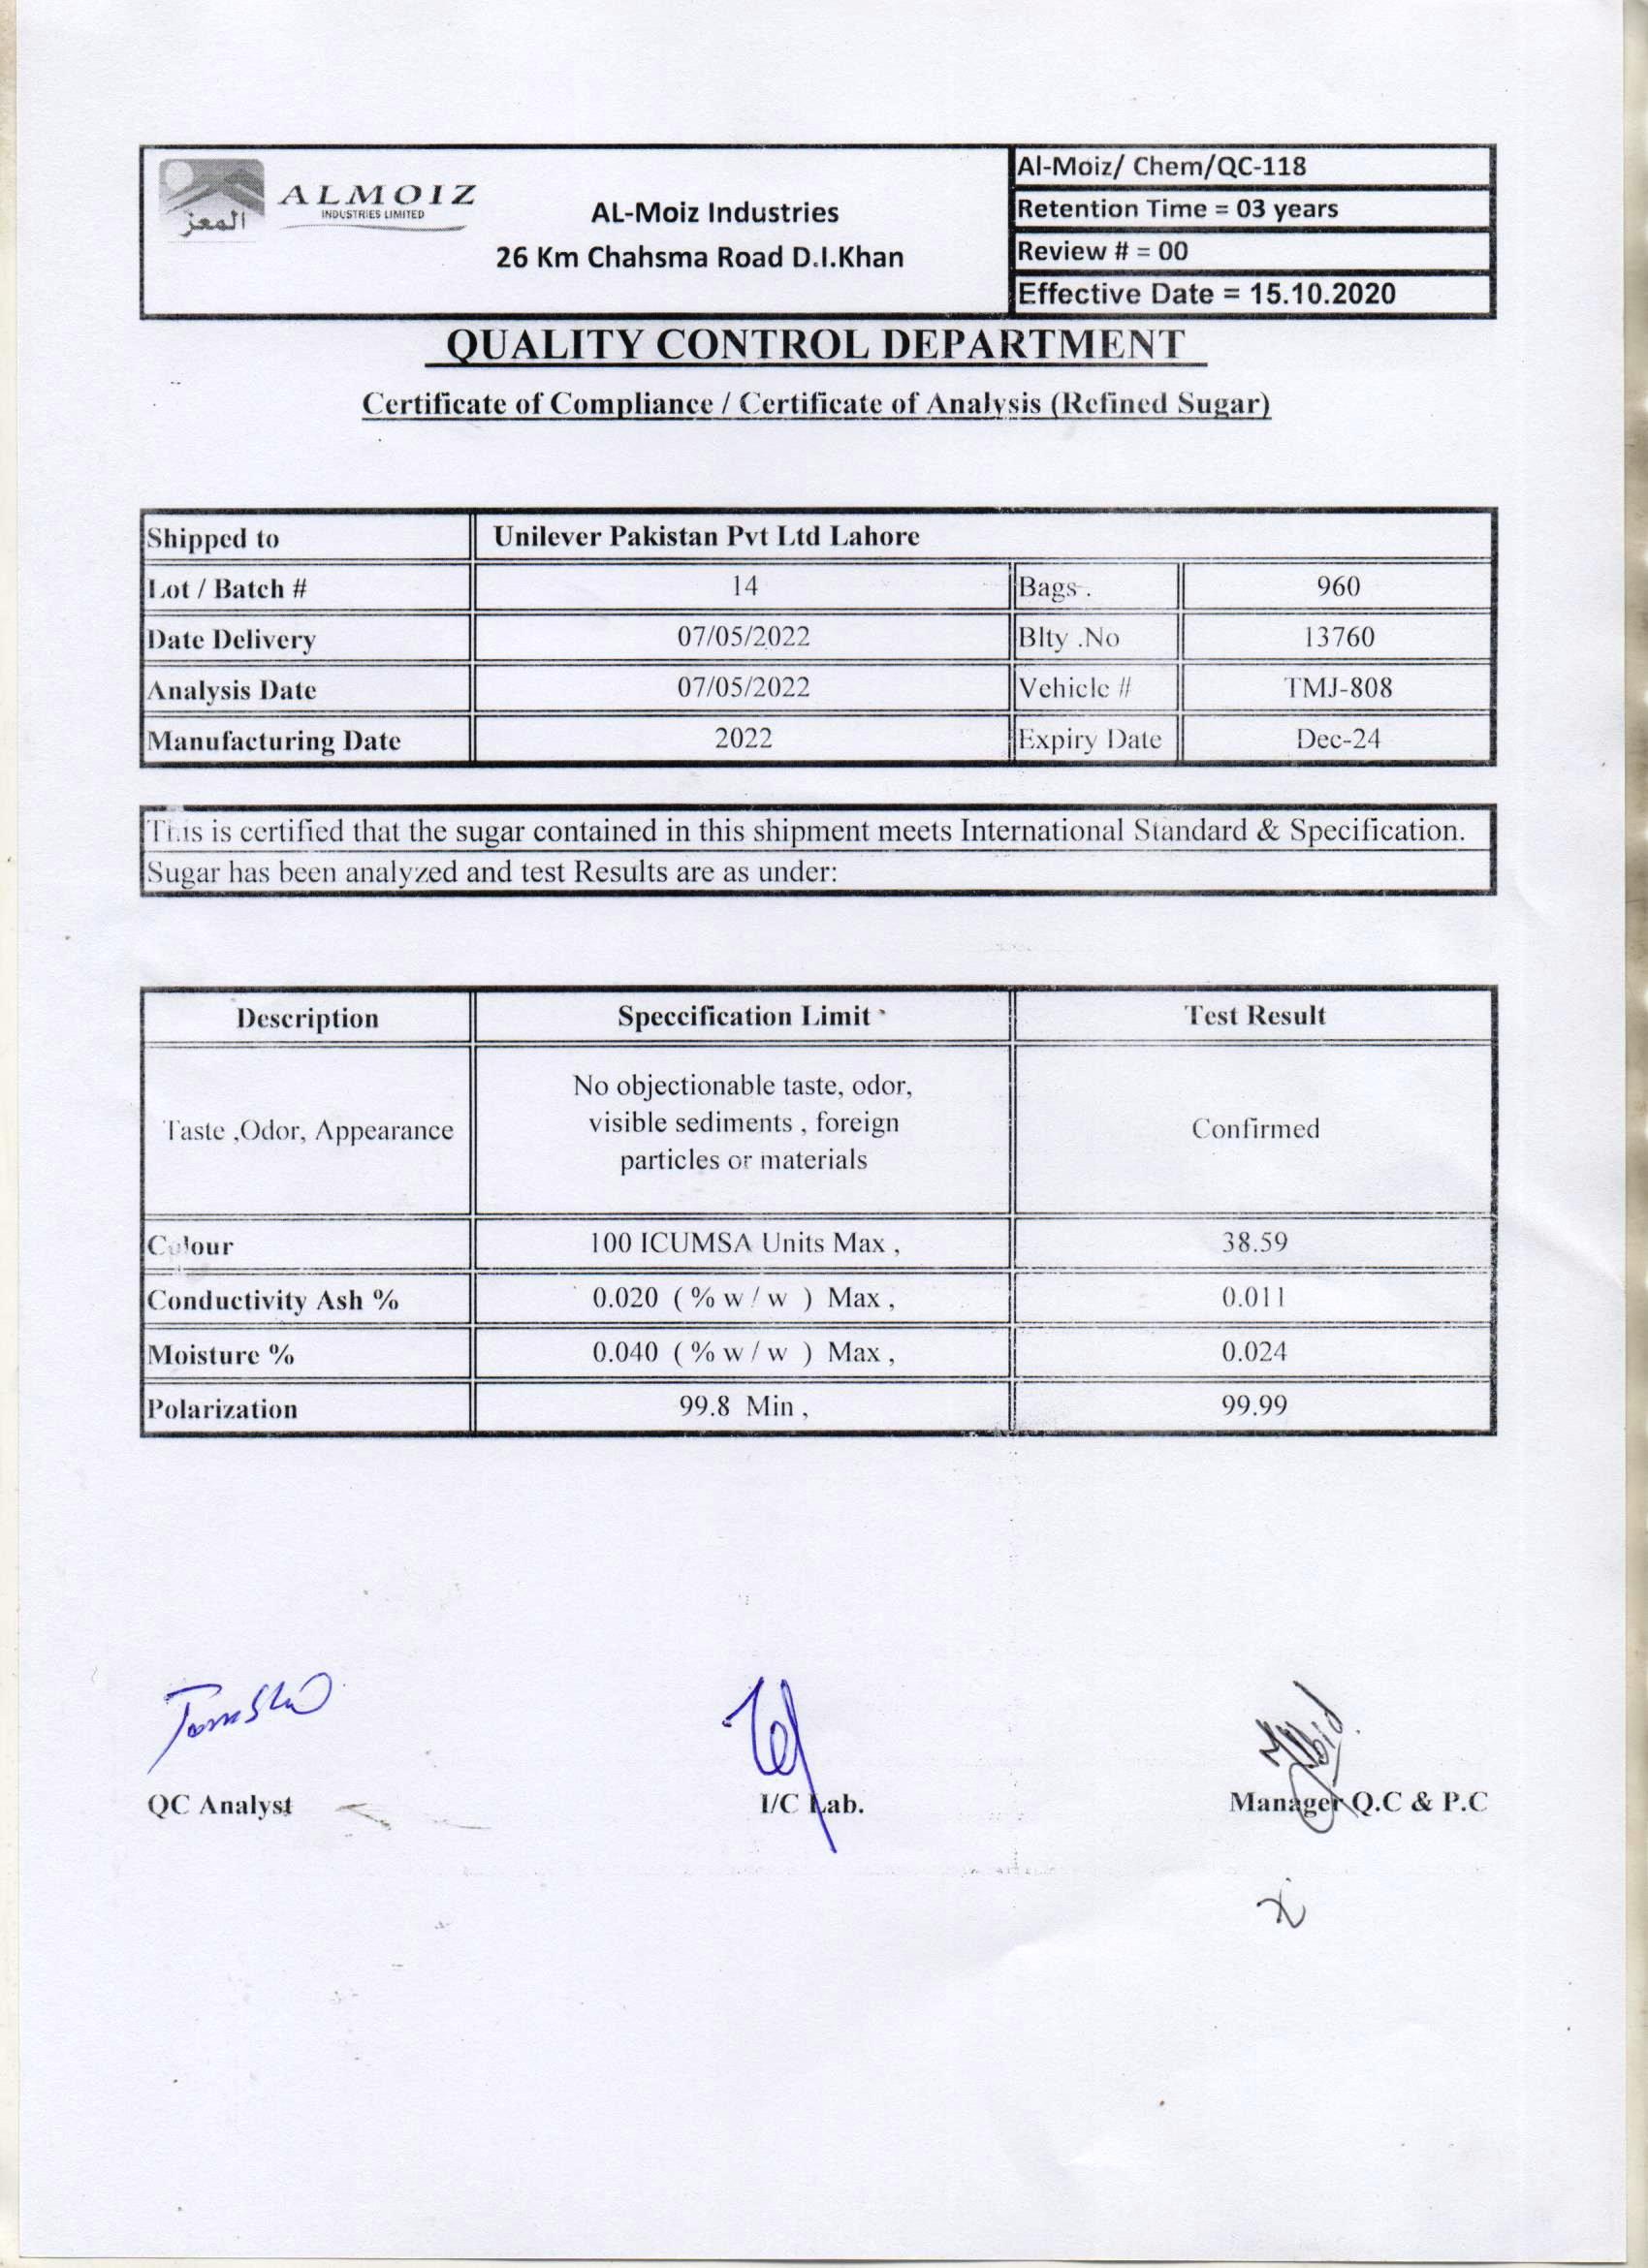 المعز
ALMOIZ
INDUSTRIES LIMITED
AL-Moiz Industries
26 Km Chahsma Road D.I.Khan
Al-Moiz/ Chem/QC-118
Retention Time = 03 years
Review # = 00
Effective Date = 15.10.2020
QUALITY CONTROL DEPARTMENT
Certificate of Compliance / Certificate of Analysis (Refined Sugar)
Shipped to Unilever Pakistan Pvt Ltd Lahore
Lot / Batch # 14 Bags . 960
Date Delivery 07/05/2022 Blty .No 13760
Analysis Date 07/05/2022 Vehicle # TMJ-808
Manufacturing Date 2022 Expiry Date Dec-24
This is certified that the sugar contained in this shipment meets International Standard & Specification.
Sugar has been analyzed and test Results are as under:
Description Speccification Limit Test Result
No objectionable taste, odor,
visible sediments , foreign
particles or materials
Taste ,Odor, Appearance Confirmed
Colour 100 ICUMSA Units Max , 38.59
Conductivity Ash % 0.020 ( % w / w ) Max , 0.011
Moisture % 0.040 ( % w / w ) Max , 0.024
Polarization 99.8 Min , 99.99
QC Analyst I/C Lab. Manager Q.C & P.C